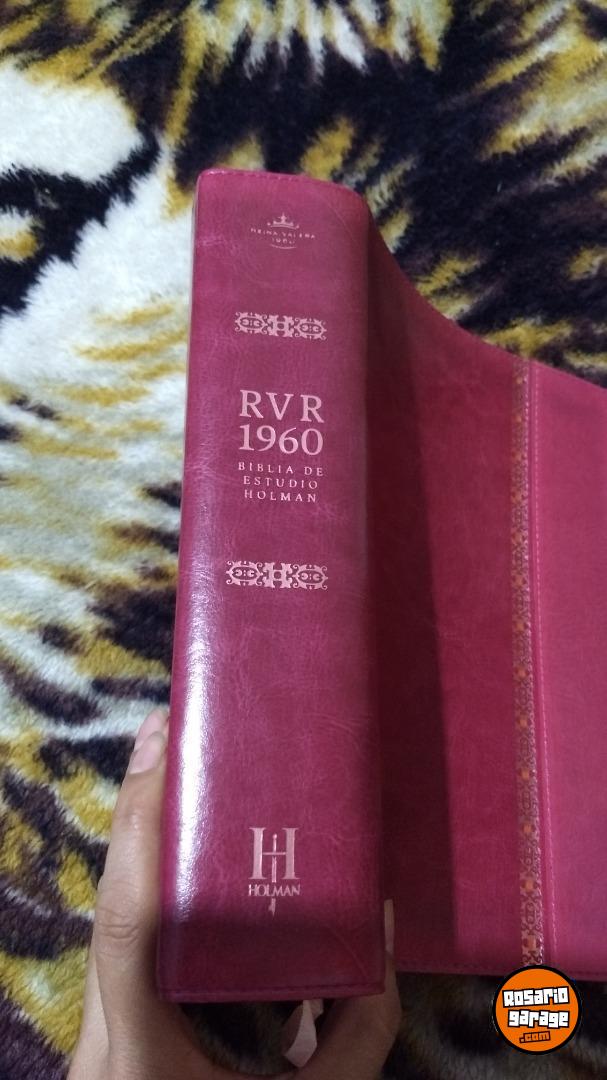 REINA VALERA
1960
RVR
1960
BIBLIA DE
ESTUDIO
HOLMAN
H
HOLMAN
Rosario
garage
.com